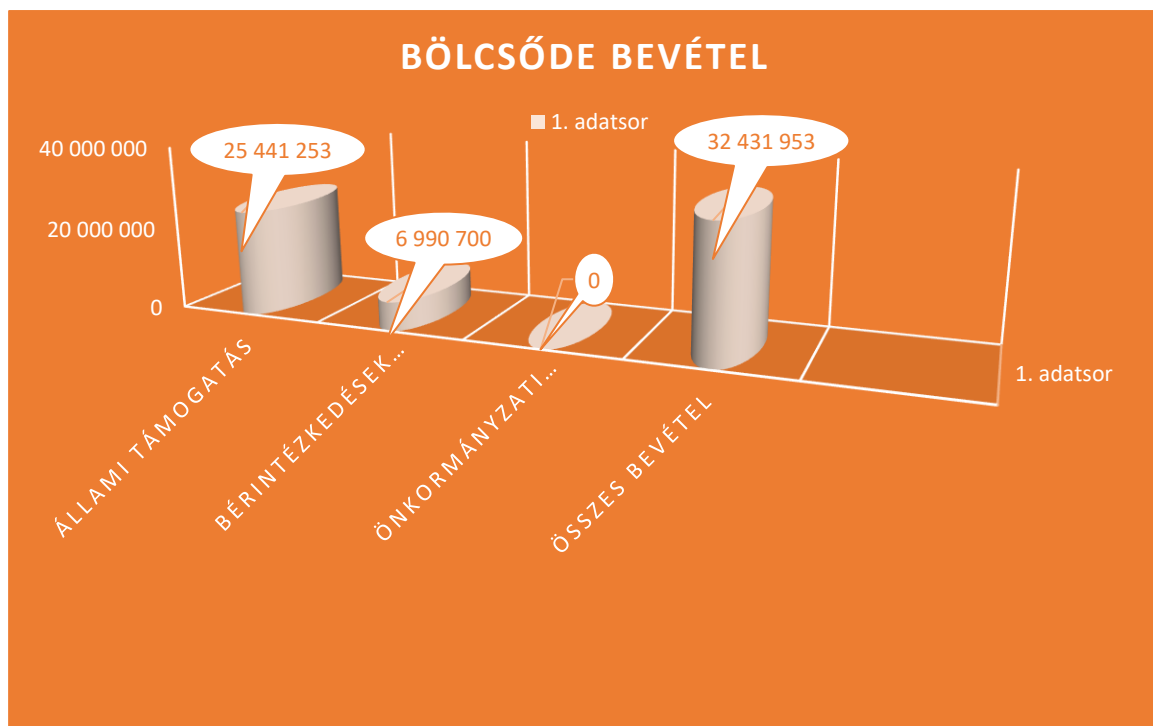 BÖLCSŐDE BEVÉTEL
1. adatsor
40 000 000
20 000 000
0
25 441 253
6 990 700
0
32 431 953
ÁLLAMI TÁMOGATÁS
BÉRINTÉZKEDÉSEK...
ÖNKORMÁNYZATI...
ÖSSZES BEVÉTEL
1. adatsor